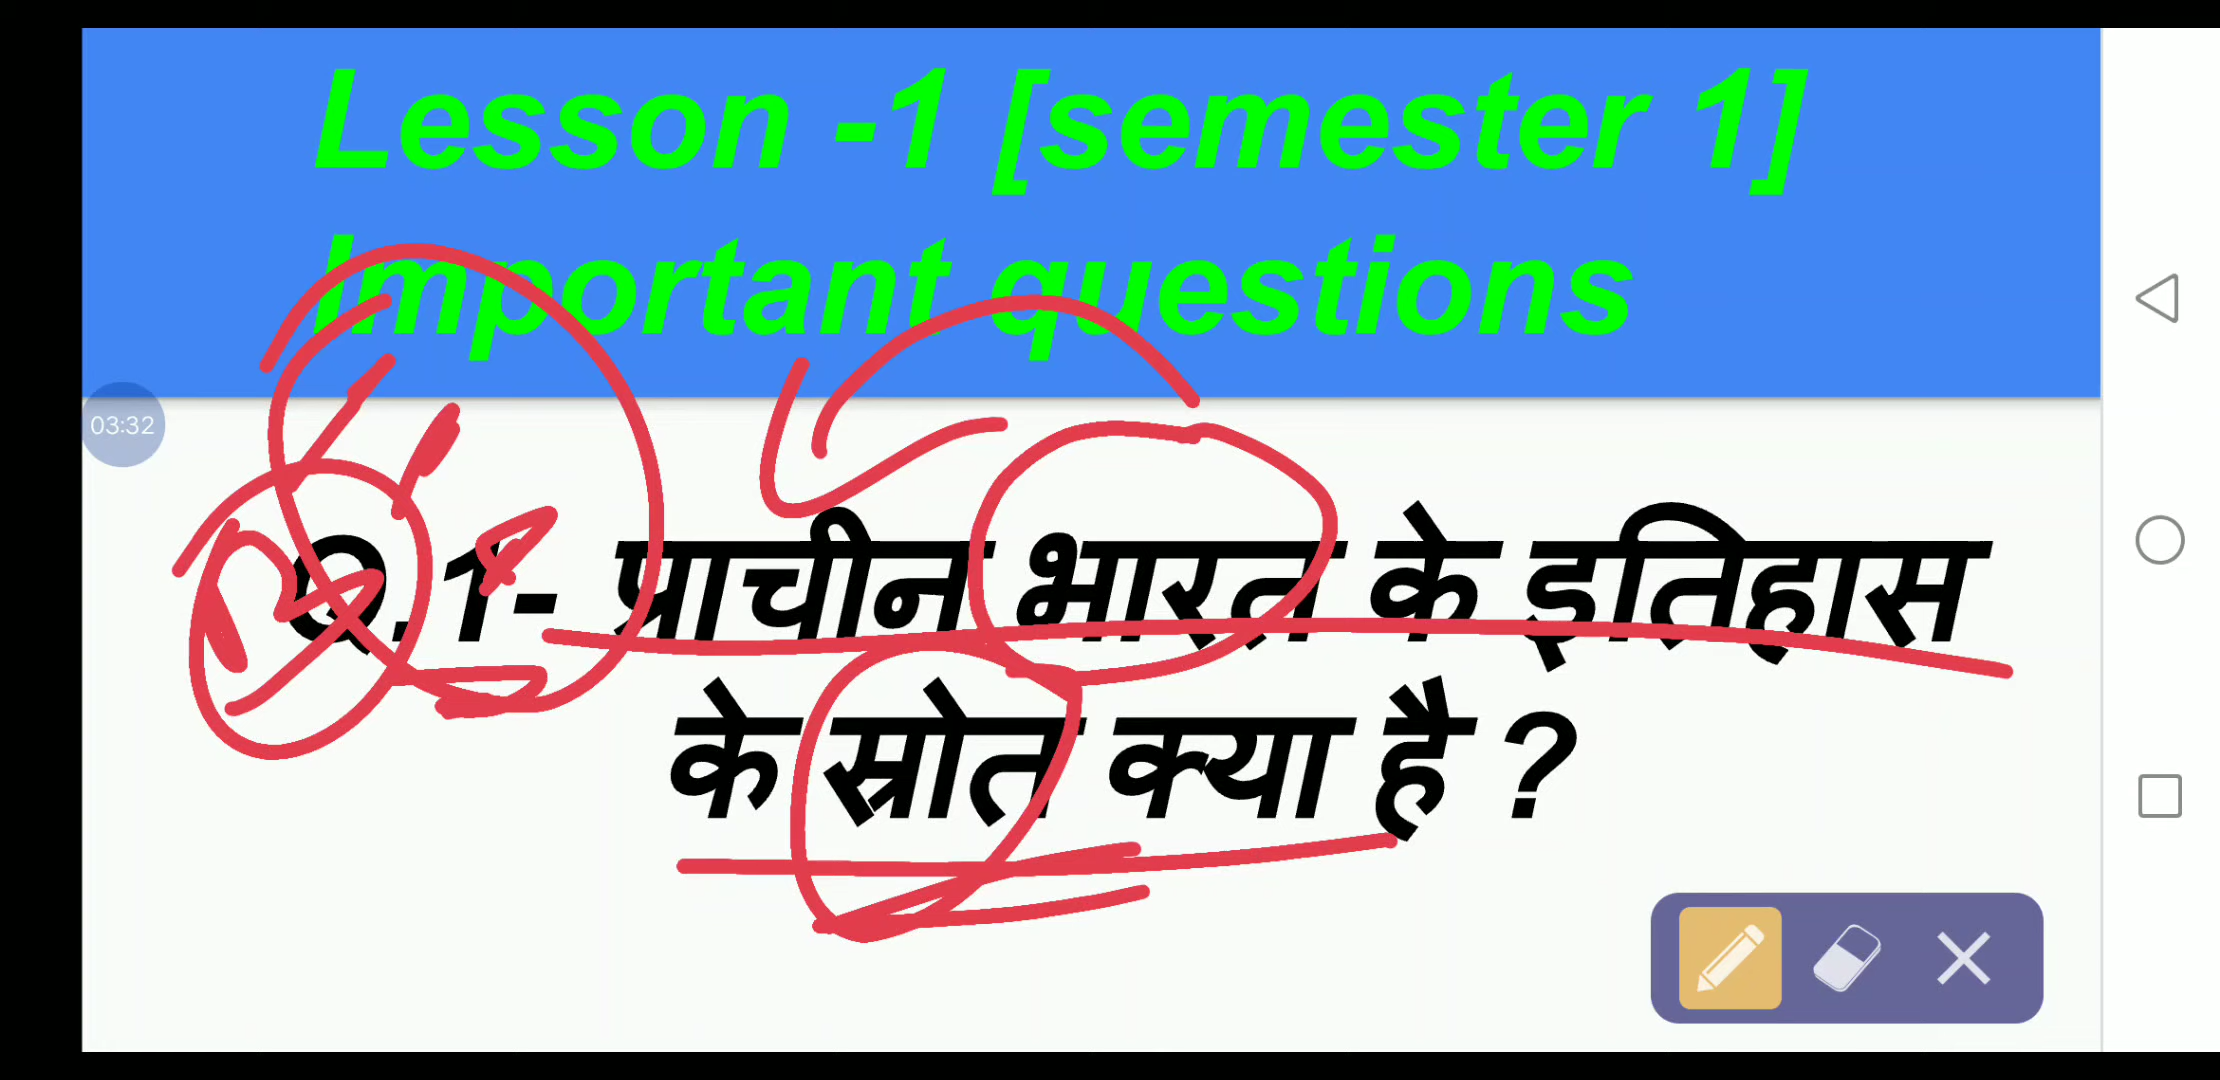 Lesson -1 [semester 1]
Important questions
03:32
Q.1- प्राचीन भारत के इतिहास
के स्रोत क्या है ?